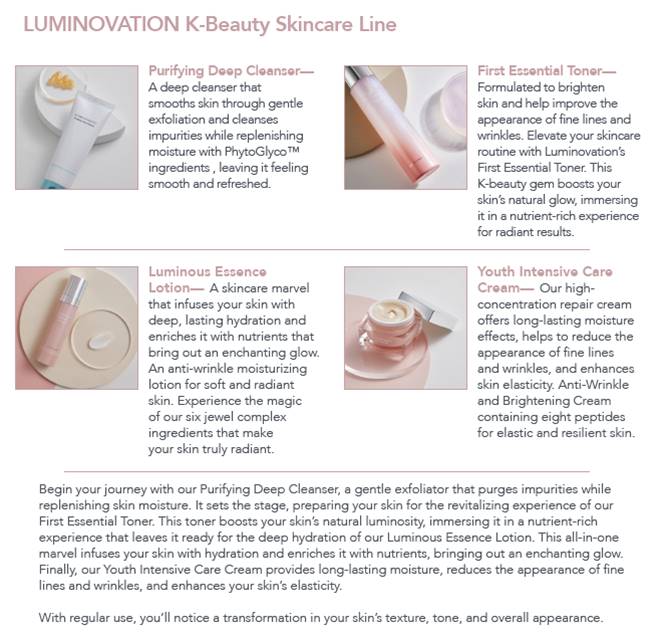 LUMINOVATION K-Beauty Skincare Line
Purifying Deep Cleanser—
A deep cleanser that
smooths skin through gentle
exfoliation and cleanses
impurities while replenishing
moisture with PhytoGlyco™
ingredients , leaving it feeling
smooth and refreshed.
First Essential Toner—
Formulated to brighten
skin and help improve the
appearance of fine lines and
wrinkles. Elevate your skincare
routine with Luminovation’s
First Essential Toner. This
K-beauty gem boosts your
skin’s natural glow, immersing
it in a nutrient-rich experience
for radiant results.
Luminous Essence
Lotion— A skincare marvel
that infuses your skin with
deep, lasting hydration and
enriches it with nutrients that
bring out an enchanting glow.
An anti-wrinkle moisturizing
lotion for soft and radiant
skin. Experience the magic
of our six jewel complex
ingredients that make
your skin truly radiant.
Youth Intensive Care
Cream— Our high-
concentration repair cream
offers long-lasting moisture
effects, helps to reduce the
appearance of fine lines
and wrinkles, and enhances
skin elasticity. Anti-Wrinkle
and Brightening Cream
containing eight peptides
for elastic and resilient skin.
Begin your journey with our Purifying Deep Cleanser, a gentle exfoliator that purges impurities while
replenishing skin moisture. It sets the stage, preparing your skin for the revitalizing experience of our
First Essential Toner. This toner boosts your skin’s natural luminosity, immersing it in a nutrient-rich
experience that leaves it ready for the deep hydration of our Luminous Essence Lotion. This all-in-one
marvel infuses your skin with hydration and enriches it with nutrients, bringing out an enchanting glow.
Finally, our Youth Intensive Care Cream provides long-lasting moisture, reduces the appearance of fine
lines and wrinkles, and enhances your skin’s elasticity.
With regular use, you’ll notice a transformation in your skin’s texture, tone, and overall appearance.